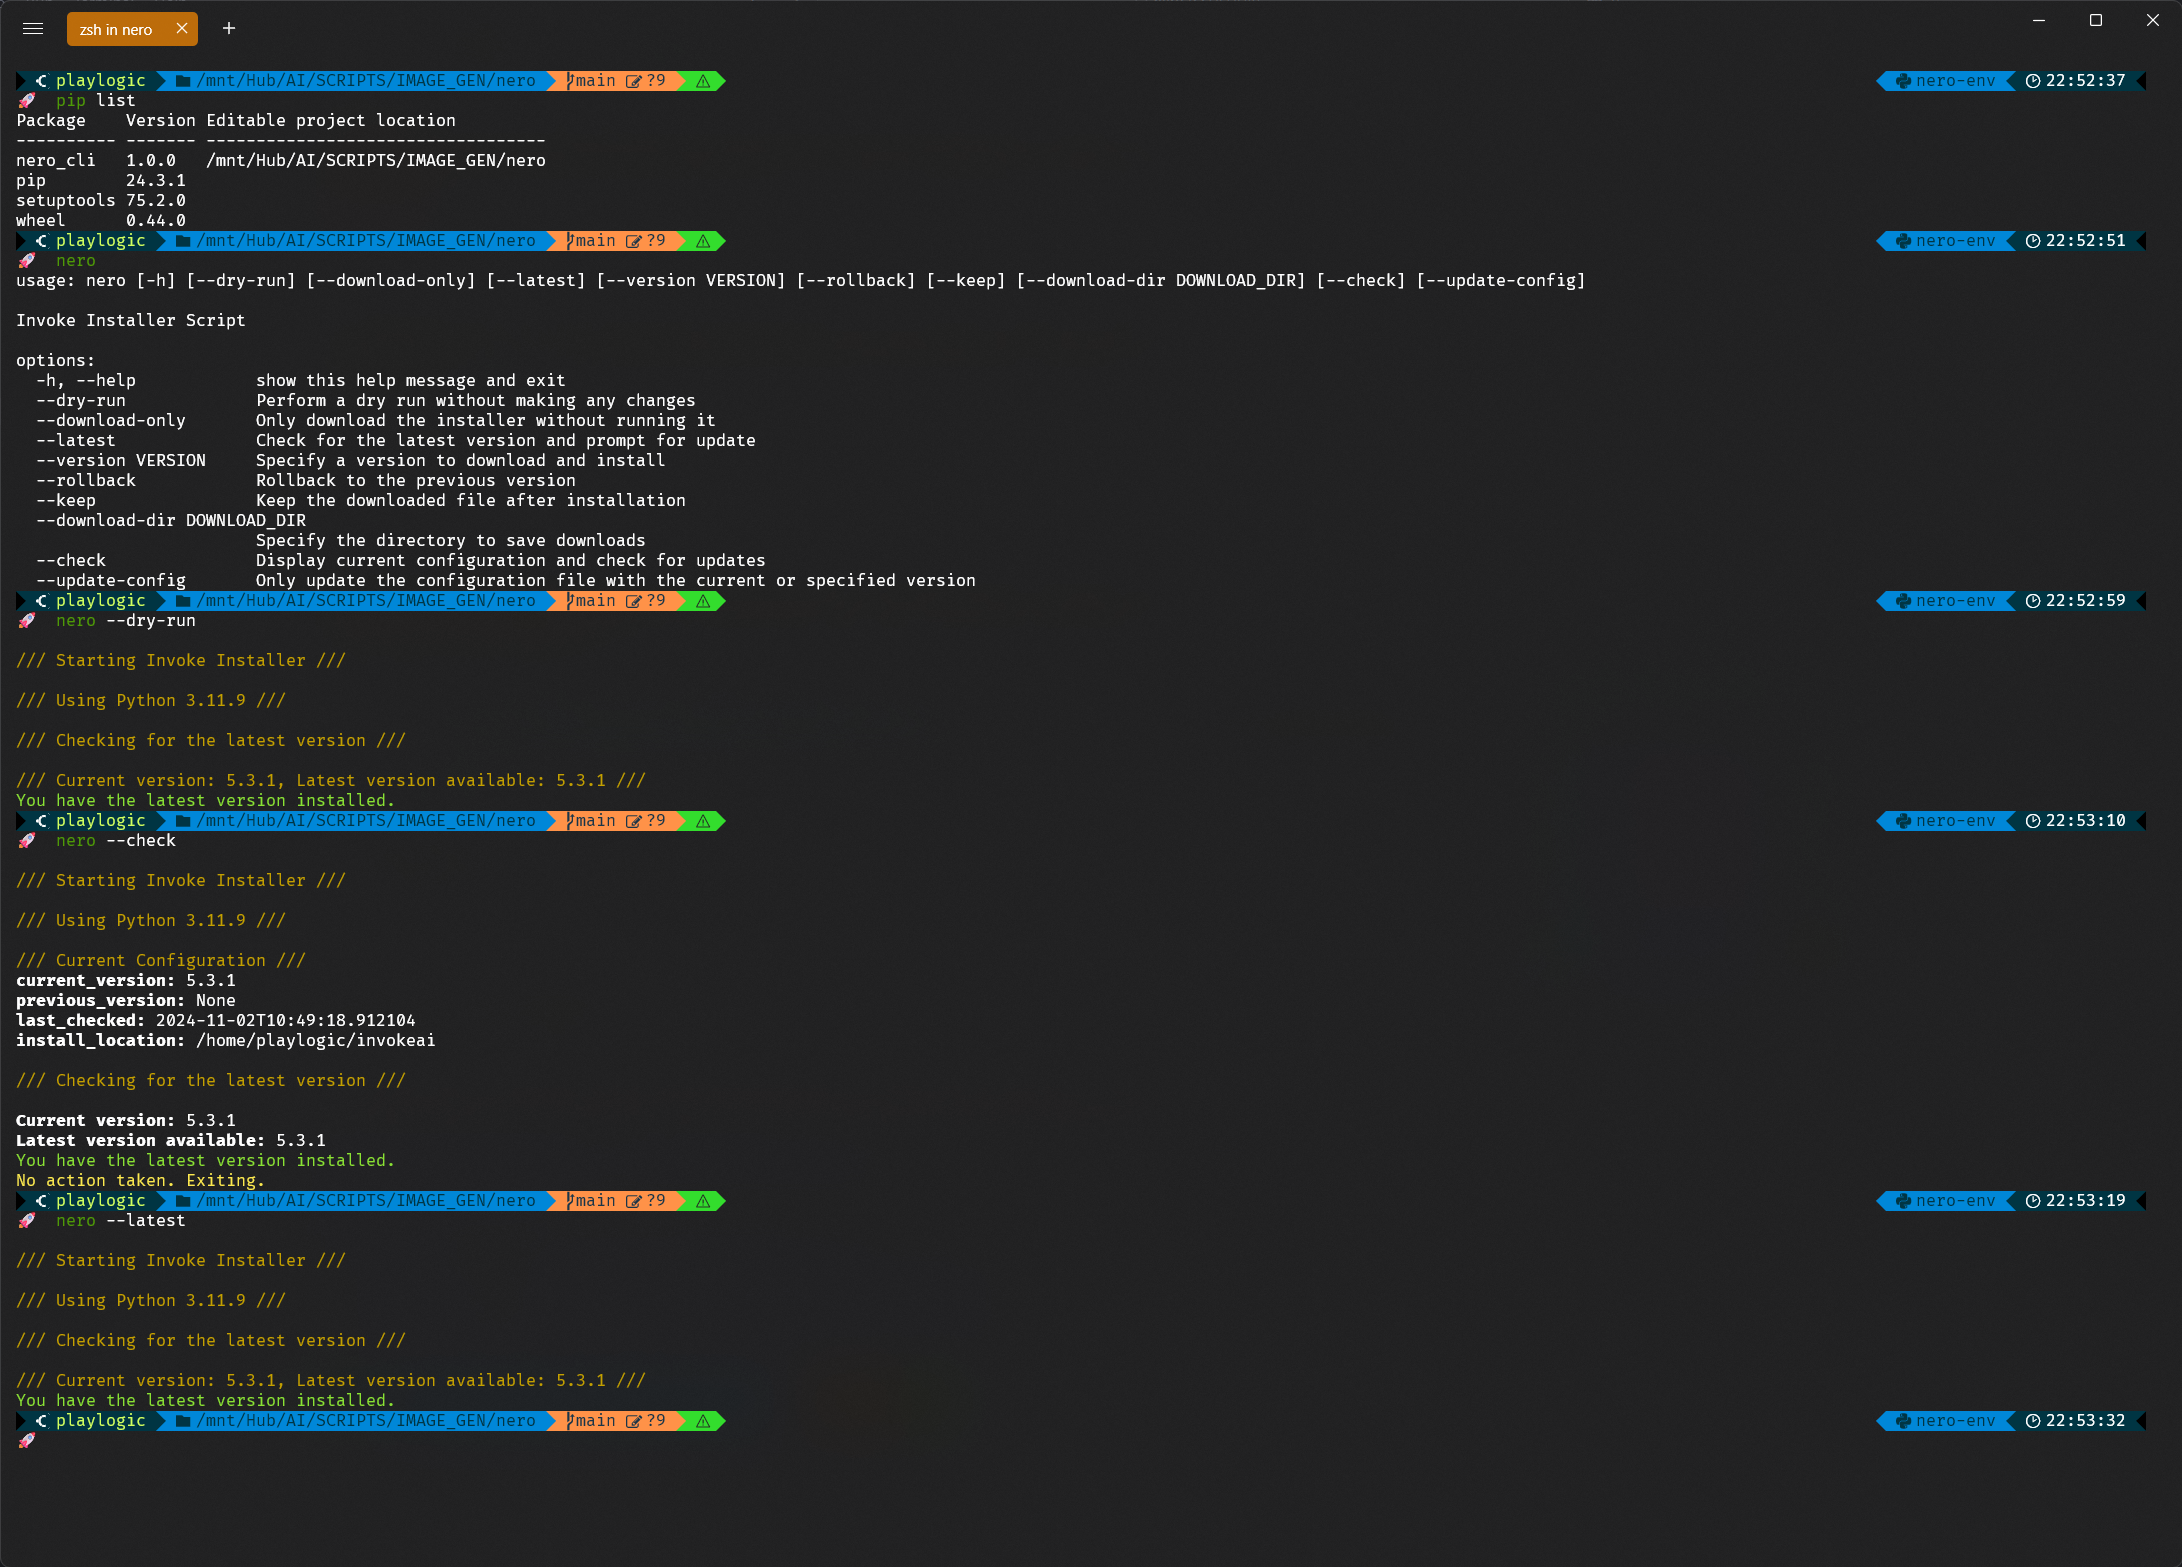 zsh in nero
playlogic /mnt/Hub/AI/SCRIPTS/IMAGE_GEN/nero main ?9 nero-env 22:52:37
pip list
Package    Version Editable project location
---------- ------- ----------------------------------
nero_cli   1.0.0   /mnt/Hub/AI/SCRIPTS/IMAGE_GEN/nero
pip        24.3.1
setuptools 75.2.0
wheel      0.44.0
playlogic /mnt/Hub/AI/SCRIPTS/IMAGE_GEN/nero main ?9 nero-env 22:52:51
nero
usage: nero [-h] [--dry-run] [--download-only] [--latest] [--version VERSION] [--rollback] [--keep] [--download-dir DOWNLOAD_DIR] [--check] [--update-config]
Invoke Installer Script
options:
  -h, --help            show this help message and exit
  --dry-run             Perform a dry run without making any changes
  --download-only       Only download the installer without running it
  --latest              Check for the latest version and prompt for update
  --version VERSION     Specify a version to download and install
  --rollback            Rollback to the previous version
  --keep                Keep the downloaded file after installation
  --download-dir DOWNLOAD_DIR
                        Specify the directory to save downloads
  --check               Display current configuration and check for updates
  --update-config       Only update the configuration file with the current or specified version
playlogic /mnt/Hub/AI/SCRIPTS/IMAGE_GEN/nero main ?9 nero-env 22:52:59
nero --dry-run
/// Starting Invoke Installer ///
/// Using Python 3.11.9 ///
/// Checking for the latest version ///
/// Current version: 5.3.1, Latest version available: 5.3.1 ///
You have the latest version installed.
playlogic /mnt/Hub/AI/SCRIPTS/IMAGE_GEN/nero main ?9 nero-env 22:53:10
nero --check
/// Starting Invoke Installer ///
/// Using Python 3.11.9 ///
/// Current Configuration ///
current_version: 5.3.1
previous_version: None
last_checked: 2024-11-02T10:49:18.912104
install_location: /home/playlogic/invokeai
/// Checking for the latest version ///
Current version: 5.3.1
Latest version available: 5.3.1
You have the latest version installed.
No action taken. Exiting.
playlogic /mnt/Hub/AI/SCRIPTS/IMAGE_GEN/nero main ?9 nero-env 22:53:19
nero --latest
/// Starting Invoke Installer ///
/// Using Python 3.11.9 ///
/// Checking for the latest version ///
/// Current version: 5.3.1, Latest version available: 5.3.1 ///
You have the latest version installed.
playlogic /mnt/Hub/AI/SCRIPTS/IMAGE_GEN/nero main ?9 nero-env 22:53:32